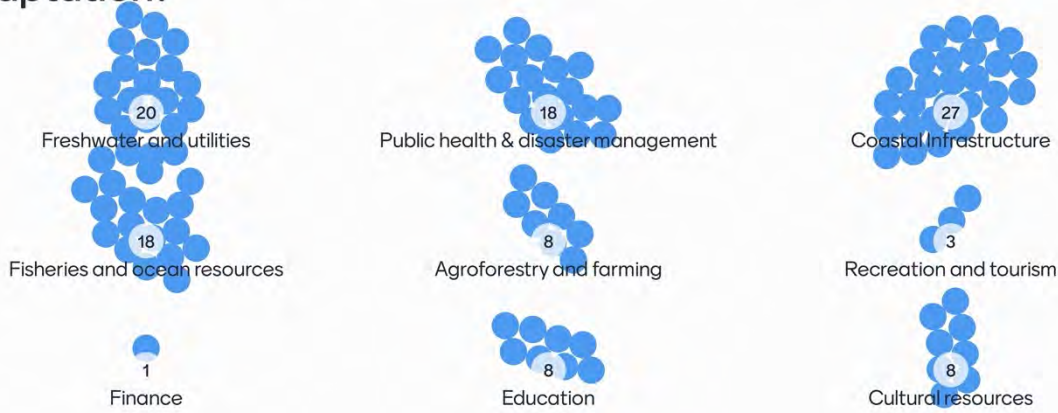 20
Freshwater and utilities
18
Public health & disaster management
27
Coastal Infrastructure
18
Fisheries and ocean resources
8
Agroforestry and farming
3
Recreation and tourism
1
Finance
8
Education
8
Cultural resources